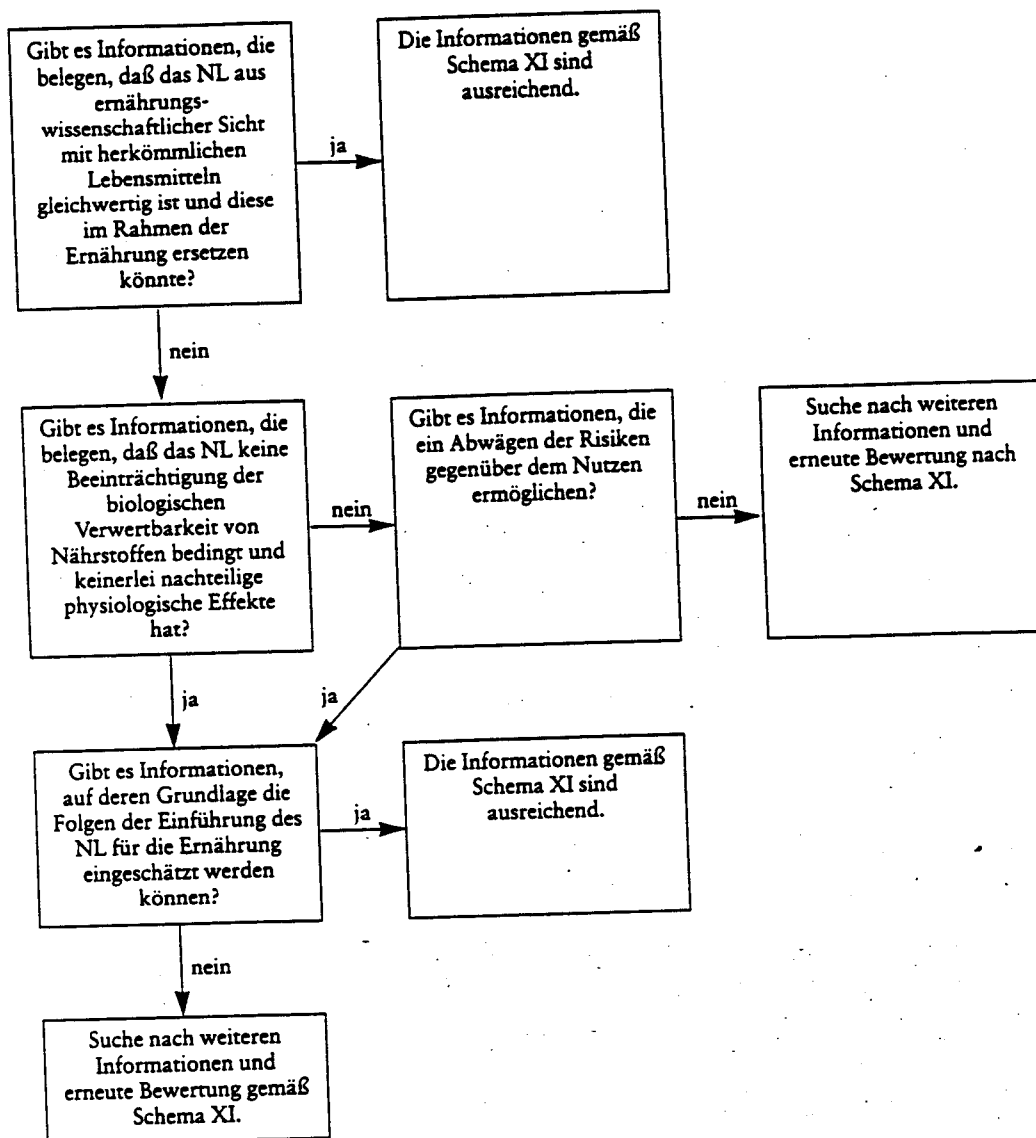 Gibt es Informationen, die
belegen, daß das NL aus
ernährungs-
wissenschaftlicher Sicht
mit herkömmlichen
Lebensmitteln
gleichwertig ist und diese
im Rahmen der
Ernährung ersetzen
könnte?
ja
Die Informationen gemäß
Schema XI sind
ausreichend.
nein
Gibt es Informationen, die
belegen, daß das NL keine
Beeinträchtigung der
biologischen
Verwertbarkeit von
Nährstoffen bedingt und
keinerlei nachteilige
physiologische Effekte
hat?
nein
Gibt es Informationen, die
ein Abwägen der Risiken
gegenüber dem Nutzen
ermöglichen?
nein
Suche nach weiteren
Informationen und
erneute Bewertung nach
Schema XI.
ja
ja
Gibt es Informationen,
auf deren Grundlage die
Folgen der Einführung des
NL für die Ernährung
eingeschätzt werden
können?
ja
Die Informationen gemäß
Schema XI sind
ausreichend.
nein
Suche nach weiteren
Informationen und
erneute Bewertung gemäß
Schema XI.